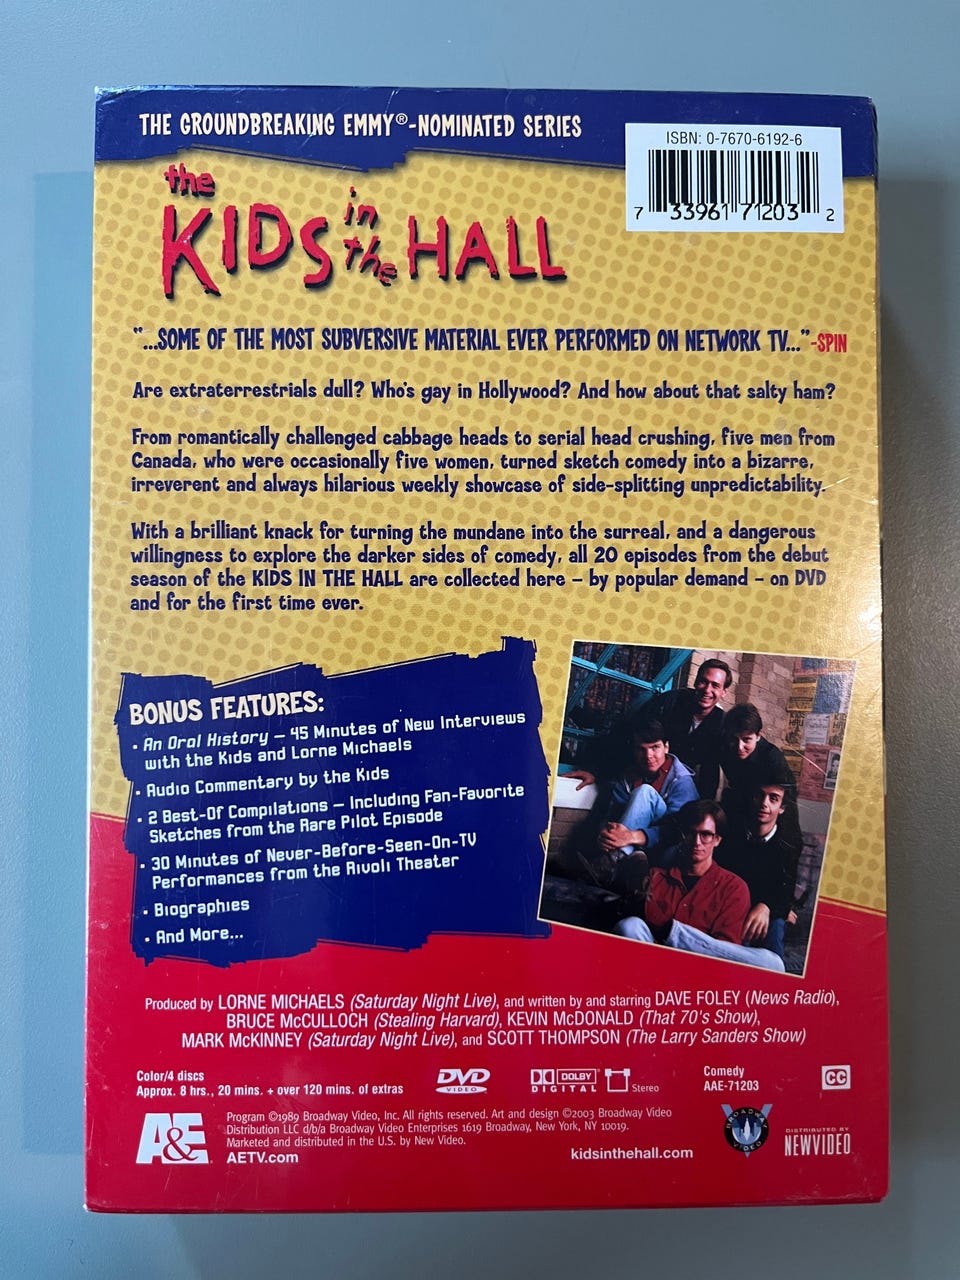 THE GROUNDBREAKING EMMY®-NOMINATED SERIES
ISBN: 0-7670-6192-6
7 33961 71203 2
the KIDS in the HALL
"...SOME OF THE MOST SUBVERSIVE MATERIAL EVER PERFORMED ON NETWORK TV..." -SPIN
Are extraterrestrials dull? Who's gay in Hollywood? And how about that salty ham?
From romantically challenged cabbage heads to serial head crushing, five men from
Canada, who were occasionally five women, turned sketch comedy into a bizarre,
irreverent and always hilarious weekly showcase of side-splitting unpredictability.
With a brilliant knack for turning the mundane into the surreal, and a dangerous
willingness to explore the darker sides of comedy, all 20 episodes from the debut
season of the KIDS IN THE HALL are collected here – by popular demand – on DVD
and for the first time ever.
BONUS FEATURES:
• An Oral History – 45 Minutes of New Interviews
with the Kids and Lorne Michaels
• Audio Commentary by the Kids
• 2 Best-Of Compilations – Including Fan-Favorite
Sketches from the Rare Pilot Episode
• 30 Minutes of Never-Before-Seen-On-TV
Performances from the Rivoli Theater
• Biographies
• And More...
Produced by LORNE MICHAELS (Saturday Night Live), and written by and starring DAVE FOLEY (News Radio),
BRUCE McCULLOCH (Stealing Harvard), KEVIN McDONALD (That 70's Show),
MARK McKINNEY (Saturday Night Live), and SCOTT THOMPSON (The Larry Sanders Show)
Color/4 discs
Approx. 8 hrs., 20 mins. + over 120 mins. of extras
DVD
VIDEO
DOLBY
DIGITAL
Stereo
Comedy
AAE-71203
CC
A&E
Program ©1989 Broadway Video, Inc. All rights reserved. Art and design ©2003 Broadway Video
Distribution LLC d/b/a Broadway Video Enterprises 1619 Broadway, New York, NY 10019.
Marketed and distributed in the U.S. by New Video.
AETV.com
kidsinthehall.com
BROADWAY VIDEO
DISTRIBUTED BY
NEWVIDEO